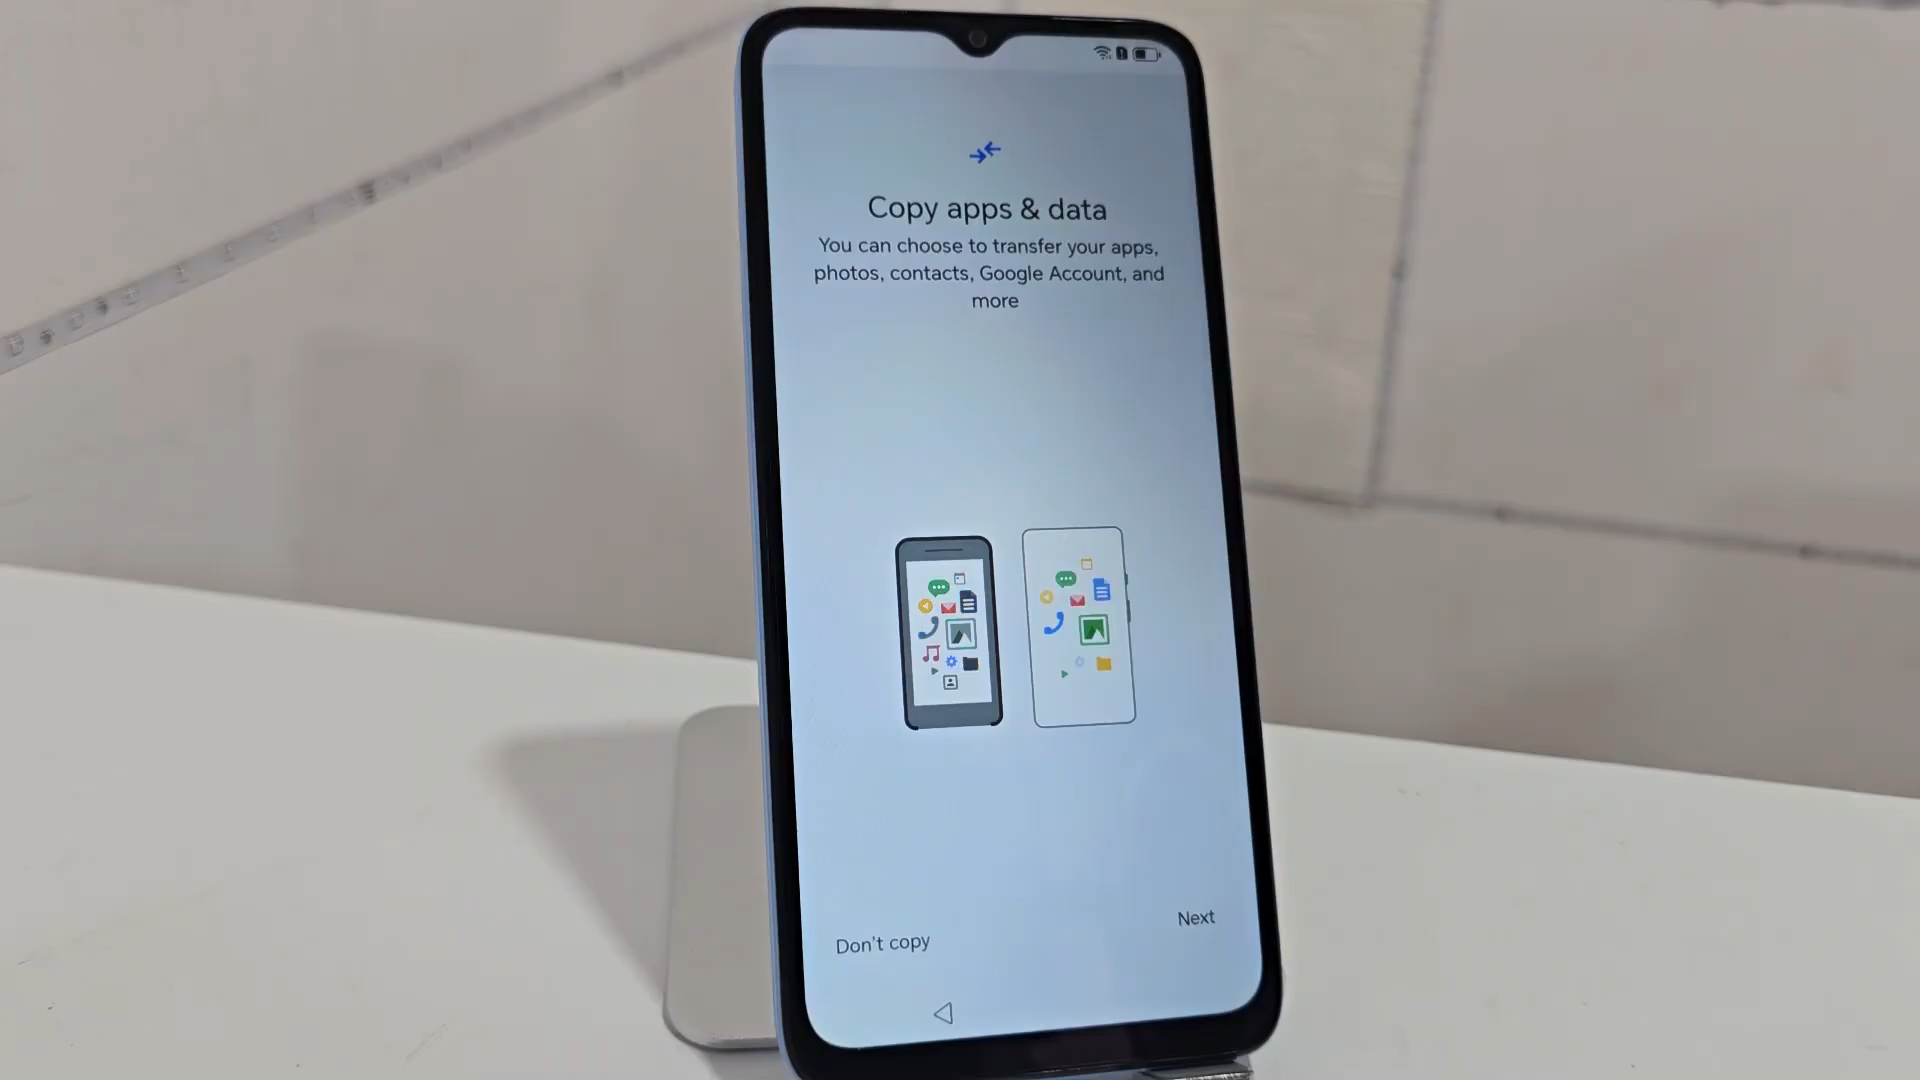 Copy apps & data
You can choose to transfer your apps,
photos, contacts, Google Account, and
more
Next
Don't copy